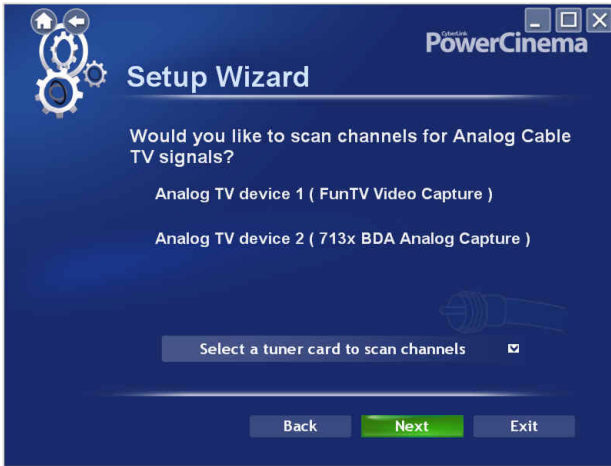 CyberLink
PowerCinema
Setup Wizard
Would you like to scan channels for Analog Cable
TV signals?
Analog TV device 1 ( FunTV Video Capture )
Analog TV device 2 ( 713x BDA Analog Capture )
Select a tuner card to scan channels
Back Next Exit